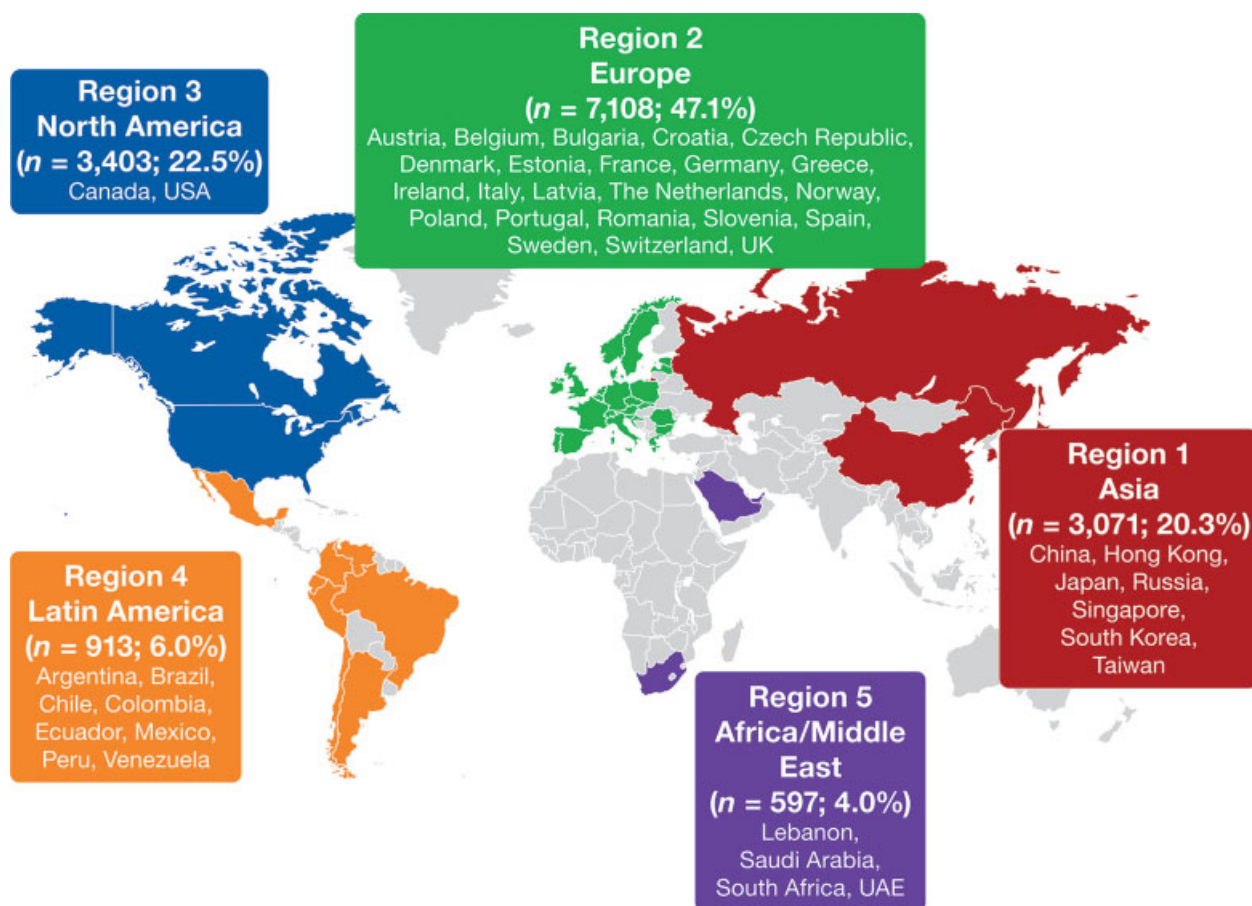 Region 2
Europe
(n = 7,108; 47.1%)
Austria, Belgium, Bulgaria, Croatia, Czech Republic,
Denmark, Estonia, France, Germany, Greece,
Ireland, Italy, Latvia, The Netherlands, Norway,
Poland, Portugal, Romania, Slovenia, Spain,
Sweden, Switzerland, UK
Region 3
North America
(n = 3,403; 22.5%)
Canada, USA
Region 1
Asia
(n = 3,071; 20.3%)
China, Hong Kong,
Japan, Russia,
Singapore,
South Korea,
Taiwan
Region 4
Latin America
(n = 913; 6.0%)
Argentina, Brazil,
Chile, Colombia,
Ecuador, Mexico,
Peru, Venezuela
Region 5
Africa/Middle
East
(n = 597; 4.0%)
Lebanon,
Saudi Arabia,
South Africa, UAE